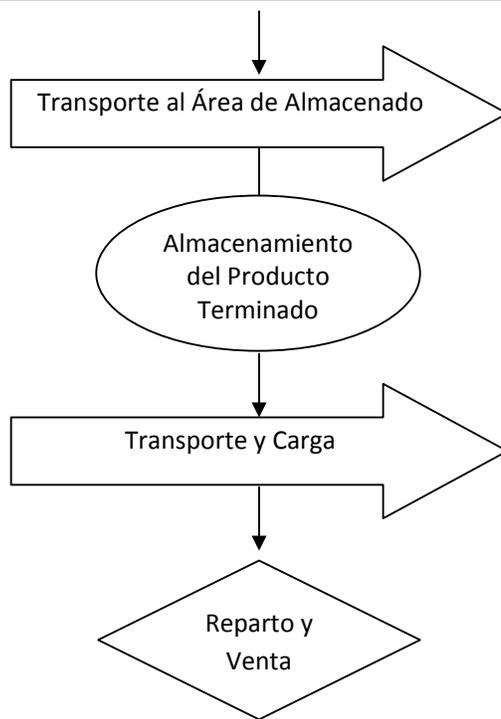 Transporte al Área de Almacenado
Almacenamiento
del Producto
Terminado
Transporte y Carga
Reparto y
Venta